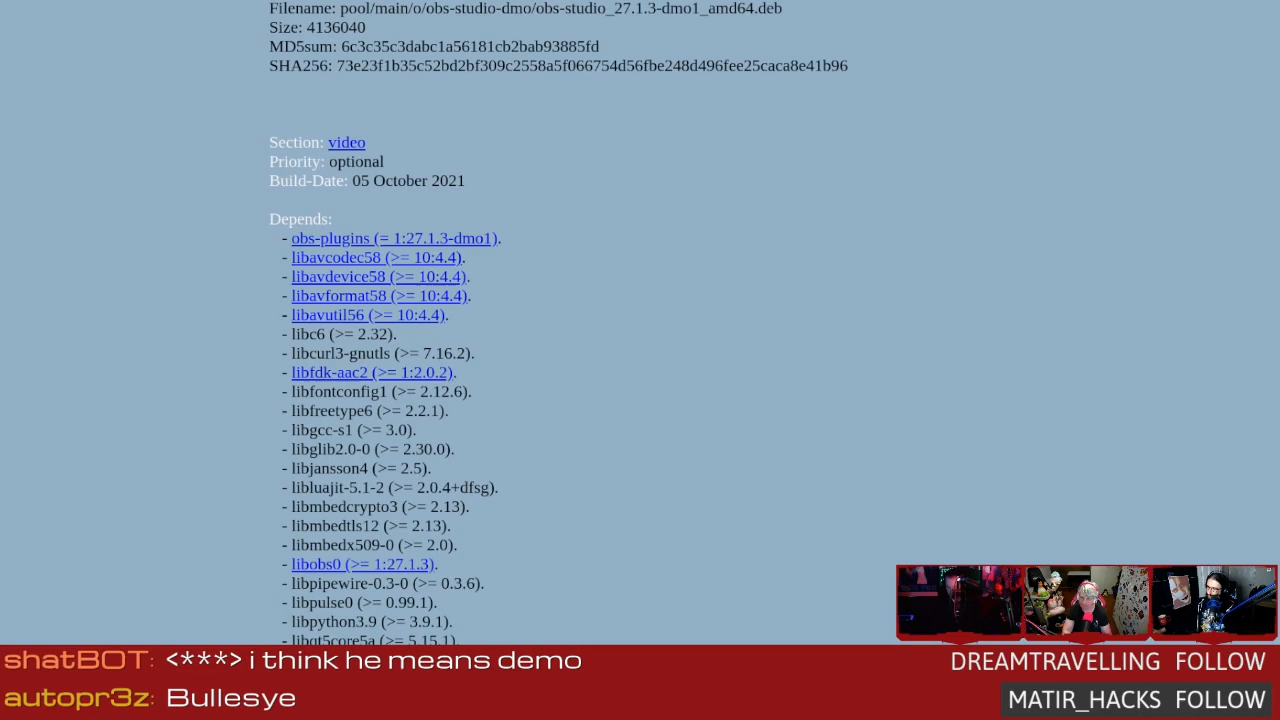 Filename: pool/main/o/obs-studio-dmo/obs-studio_27.1.3-dmo1_amd64.deb
Size: 4136040
MD5sum: 6c3c35c3dabc1a56181cb2bab93885fd
SHA256: 73e23f1b35c52bd2bf309c2558a5f066754d56fbe248d496fee25caca8e41b96
Section: video
Priority: optional
Build-Date: 05 October 2021
Depends:
- obs-plugins (= 1:27.1.3-dmo1).
- libavcodec58 (>= 10:4.4).
- libavdevice58 (>= 10:4.4).
- libavformat58 (>= 10:4.4).
- libavutil56 (>= 10:4.4).
- libc6 (>= 2.32).
- libcurl3-gnutls (>= 7.16.2).
- libfdk-aac2 (>= 1:2.0.2).
- libfontconfig1 (>= 2.12.6).
- libfreetype6 (>= 2.2.1).
- libgcc-s1 (>= 3.0).
- libglib2.0-0 (>= 2.30.0).
- libjansson4 (>= 2.5).
- libluajit-5.1-2 (>= 2.0.4+dfsg).
- libmbedcrypto3 (>= 2.13).
- libmbedtls12 (>= 2.13).
- libmbedx509-0 (>= 2.0).
- libobs0 (>= 1:27.1.3).
- libpipewire-0.3-0 (>= 0.3.6).
- libpulse0 (>= 0.99.1).
- libpython3.9 (>= 3.9.1).
- libqt5core5a (>= 5.15.1).
shatBOT: <***> i think he means demo
autopr3z: Bullesye
DREAMTRAVELLING FOLLOW
MATIR_HACKS FOLLOW